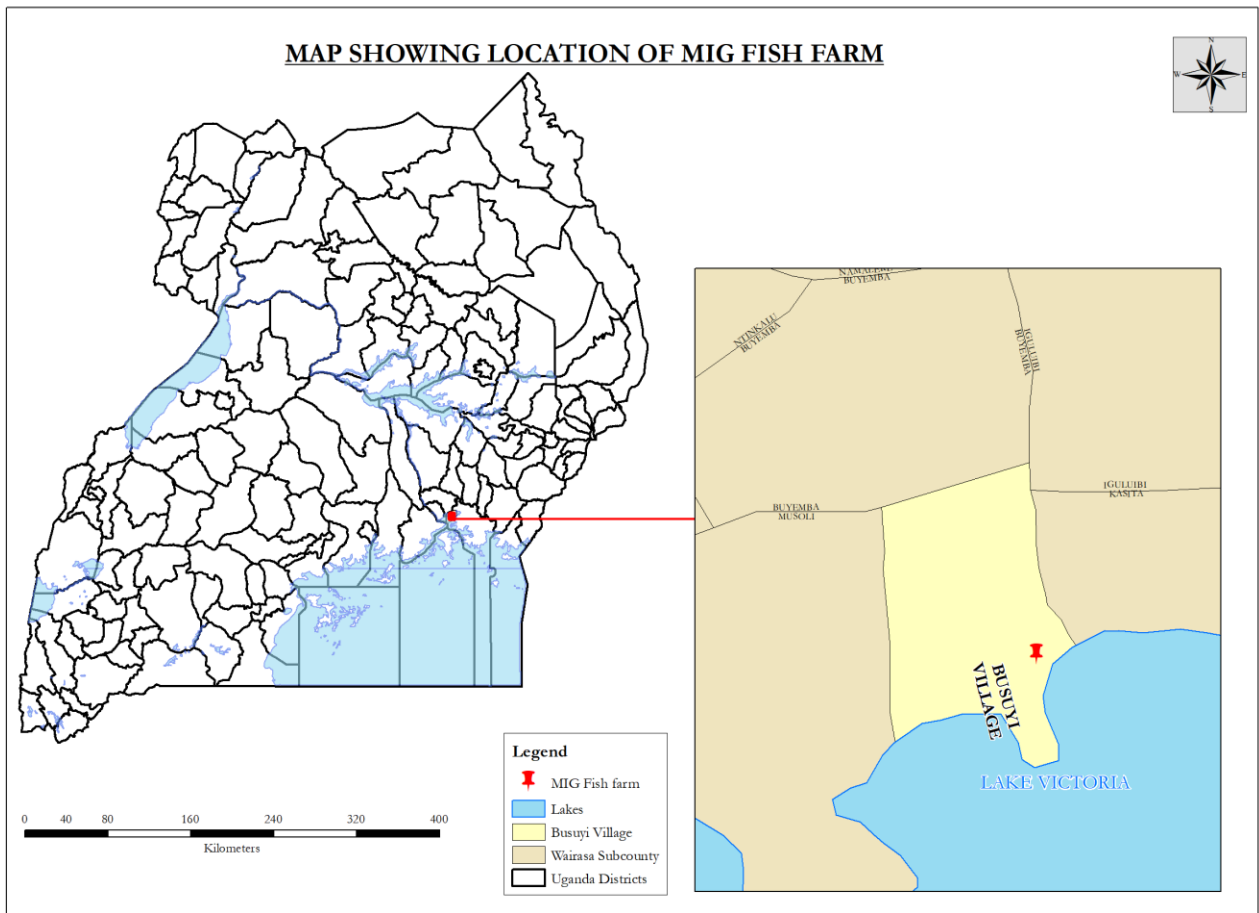 MAP SHOWING LOCATION OF MIG FISH FARM
N
W
E
S
NAMALERE
BUYEMBA
NTINKALU
BUYEMBA
IGULUIBI
BUYEMBA
IGULUIBI
KASITA
BUYEMBA
MUSOLI
BUSUYI
VILLAGE
LAKE VICTORIA
Legend
MIG Fish farm
Lakes
Busuyi Village
Wairasa Subcounty
Uganda Districts
0 40 80 160 240 320 400
Kilometers